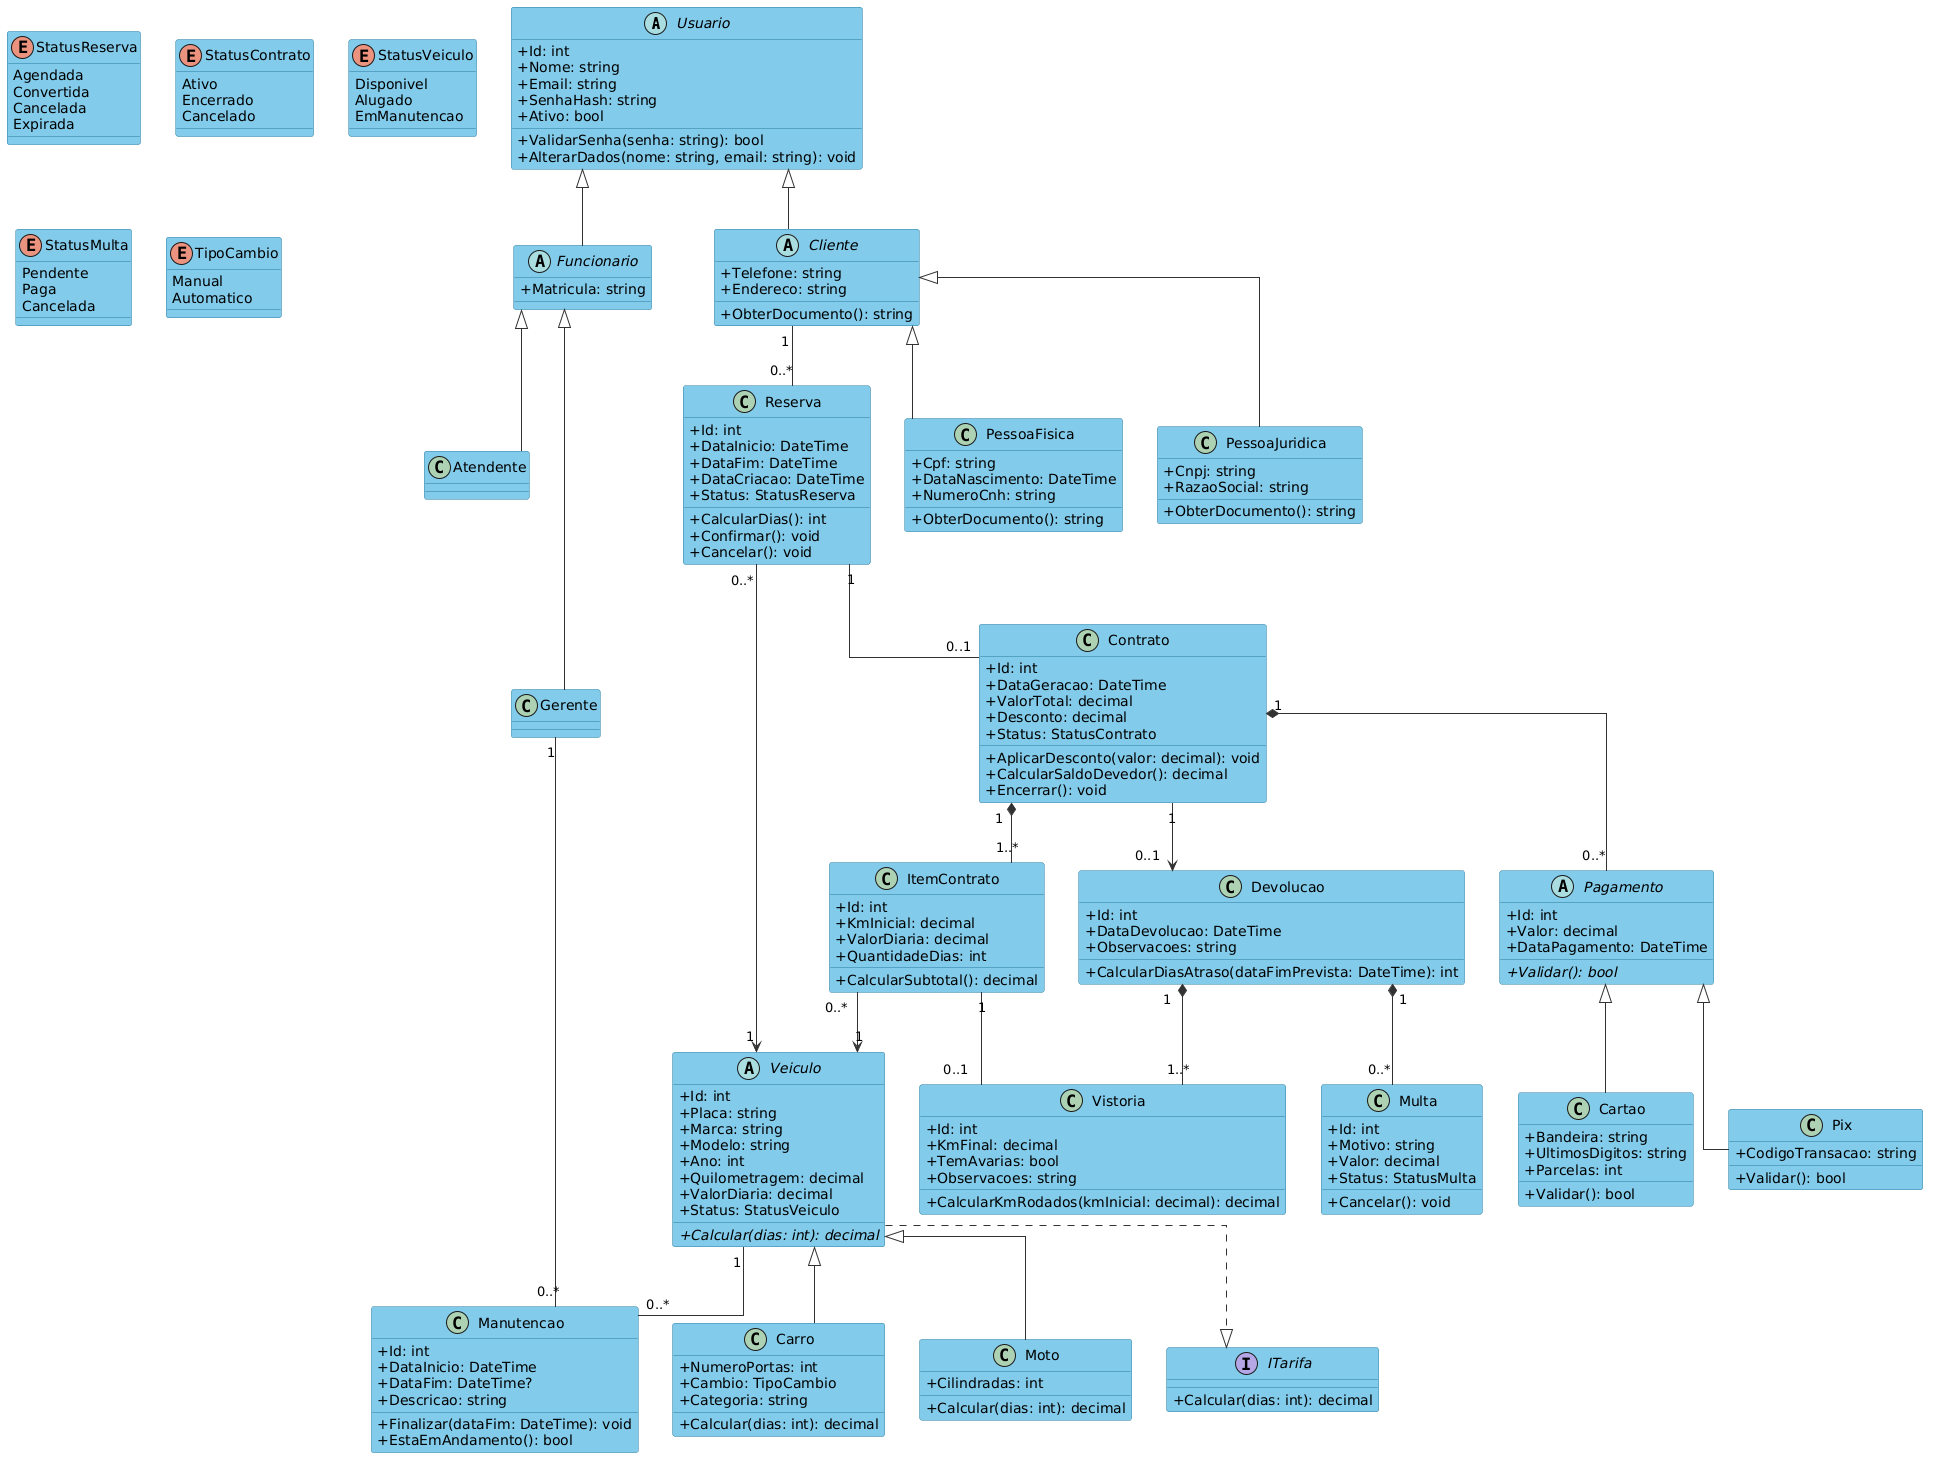 E StatusReserva
Agendada
Convertida
Cancelada
Expirada
E StatusContrato
Ativo
Encerrado
Cancelado
E StatusVeiculo
Disponivel
Alugado
EmManutencao
A Usuario
+Id: int
+Nome: string
+Email: string
+SenhaHash: string
+Ativo: bool
+ValidarSenha(senha: string): bool
+AlterarDados(nome: string, email: string): void
E StatusMulta
Pendente
Paga
Cancelada
E TipoCambio
Manual
Automatico
A Funcionario
+Matricula: string
A Cliente
+Telefone: string
+Endereco: string
+ObterDocumento(): string
1
0..*
C Atendente
C Reserva
+Id: int
+DataInicio: DateTime
+DataFim: DateTime
+DataCriacao: DateTime
+Status: StatusReserva
+CalcularDias(): int
+Confirmar(): void
+Cancelar(): void
C PessoaFisica
+Cpf: string
+DataNascimento: DateTime
+NumeroCnh: string
+ObterDocumento(): string
C PessoaJuridica
+Cnpj: string
+RazaoSocial: string
+ObterDocumento(): string
0..*
1
0..1
C Gerente
1
C Contrato
+Id: int
+DataGeracao: DateTime
+ValorTotal: decimal
+Desconto: decimal
+Status: StatusContrato
+AplicarDesconto(valor: decimal): void
+CalcularSaldoDevedor(): decimal
+Encerrar(): void
1
1
1
1..*
0..1
0..*
C ItemContrato
+Id: int
+KmInicial: decimal
+ValorDiaria: decimal
+QuantidadeDias: int
+CalcularSubtotal(): decimal
C Devolucao
+Id: int
+DataDevolucao: DateTime
+Observacoes: string
+CalcularDiasAtraso(dataFimPrevista: DateTime): int
A Pagamento
+Id: int
+Valor: decimal
+DataPagamento: DateTime
+Validar(): bool
0..*
1
1
1
1
1
0..1
1..*
0..*
A Veiculo
+Id: int
+Placa: string
+Marca: string
+Modelo: string
+Ano: int
+Quilometragem: decimal
+ValorDiaria: decimal
+Status: StatusVeiculo
+Calcular(dias: int): decimal
C Vistoria
+Id: int
+KmFinal: decimal
+TemAvarias: bool
+Observacoes: string
+CalcularKmRodados(kmInicial: decimal): decimal
C Multa
+Id: int
+Motivo: string
+Valor: decimal
+Status: StatusMulta
+Cancelar(): void
C Cartao
+Bandeira: string
+UltimosDigitos: string
+Parcelas: int
+Validar(): bool
C Pix
+CodigoTransacao: string
+Validar(): bool
1
0..*
0..*
C Manutencao
+Id: int
+DataInicio: DateTime
+DataFim: DateTime?
+Descricao: string
+Finalizar(dataFim: DateTime): void
+EstaEmAndamento(): bool
C Carro
+NumeroPortas: int
+Cambio: TipoCambio
+Categoria: string
+Calcular(dias: int): decimal
C Moto
+Cilindradas: int
+Calcular(dias: int): decimal
I ITarifa
+Calcular(dias: int): decimal